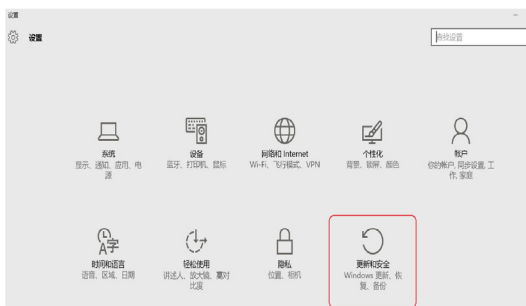 设置
设置
查找设置
系统
显示、通知、应用、电
源
设备
蓝牙、打印机、鼠标
网络和 Internet
Wi-Fi、飞行模式、VPN
个性化
背景、锁屏、颜色
帐户
你的帐户、同步设置、工
作、家庭
时间和语言
语音、区域、日期
轻松使用
讲述人、放大镜、高对
比度
隐私
位置、相机
更新和安全
Windows 更新、恢
复、备份